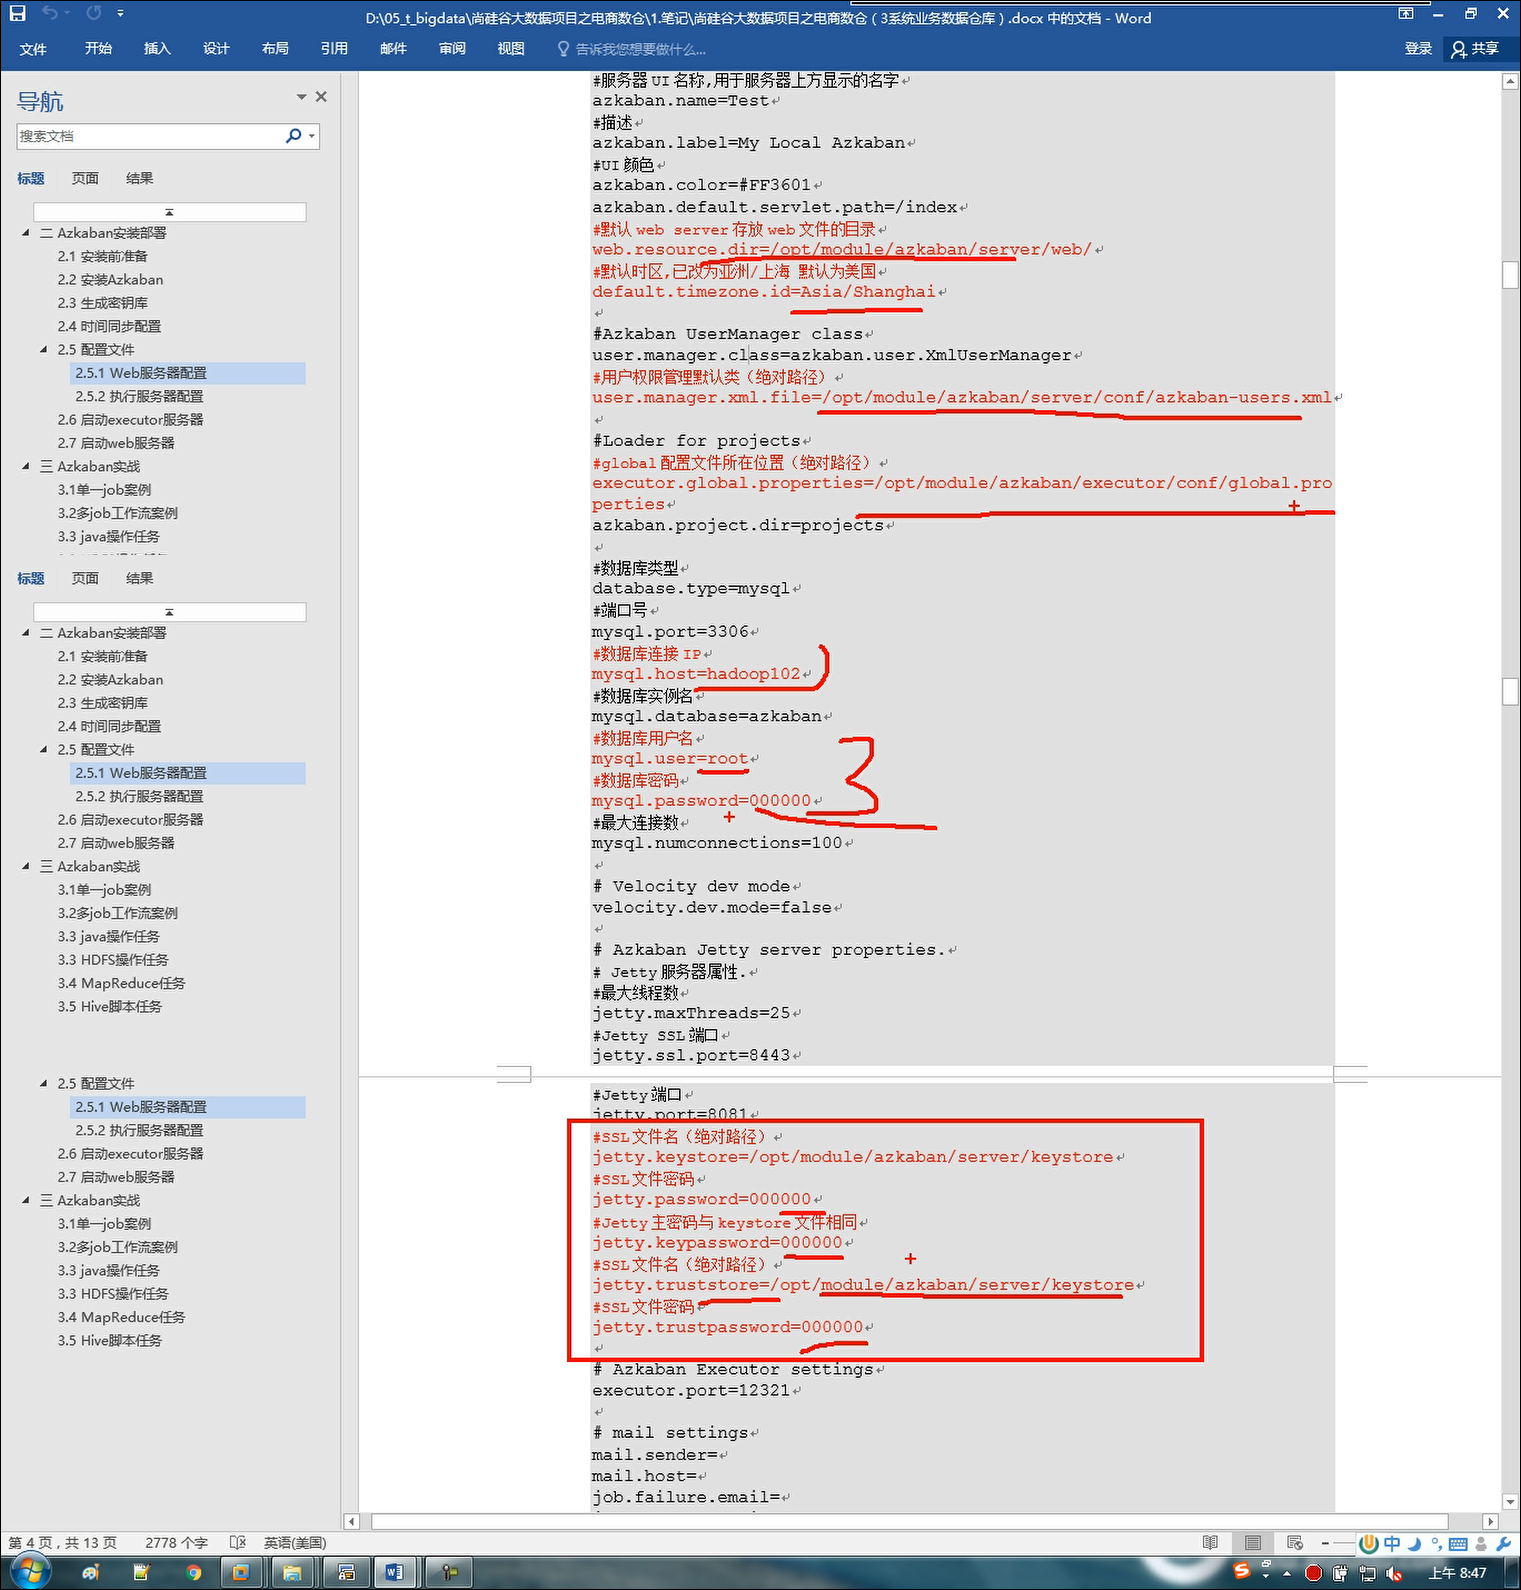 D:\05_t_bigdata\尚硅谷大数据项目之电商数仓\1.笔记\尚硅谷大数据项目之电商数仓（3系统业务数据仓库）.docx 中的文档 - Word
文件 开始 插入 设计 布局 引用 邮件 审阅 视图 告诉我您想要做什么... 登录 共享
导航
搜索文档
标题 页面 结果
二 Azkaban安装部署
2.1 安装前准备
2.2 安装Azkaban
2.3 生成密钥库
2.4 时间同步配置
2.5 配置文件
2.5.1 Web服务器配置
2.5.2 执行服务器配置
2.6 启动executor服务器
2.7 启动web服务器
三 Azkaban实战
3.1单一job案例
3.2多job工作流案例
3.3 java操作任务
标题 页面 结果
二 Azkaban安装部署
2.1 安装前准备
2.2 安装Azkaban
2.3 生成密钥库
2.4 时间同步配置
2.5 配置文件
2.5.1 Web服务器配置
2.5.2 执行服务器配置
2.6 启动executor服务器
2.7 启动web服务器
三 Azkaban实战
3.1单一job案例
3.2多job工作流案例
3.3 java操作任务
3.3 HDFS操作任务
3.4 MapReduce任务
3.5 Hive脚本任务
2.5 配置文件
2.5.1 Web服务器配置
2.5.2 执行服务器配置
2.6 启动executor服务器
2.7 启动web服务器
三 Azkaban实战
3.1单一job案例
3.2多job工作流案例
3.3 java操作任务
3.3 HDFS操作任务
3.4 MapReduce任务
3.5 Hive脚本任务
#服务器 UI 名称,用于服务器上方显示的名字
azkaban.name=Test
#描述
azkaban.label=My Local Azkaban
#UI 颜色
azkaban.color=#FF3601
azkaban.default.servlet.path=/index
#默认 web server 存放 web 文件的目录
web.resource.dir=/opt/module/azkaban/server/web/
#默认时区,已改为亚洲/上海 默认为美国
default.timezone.id=Asia/Shanghai
#Azkaban UserManager class
user.manager.class=azkaban.user.XmlUserManager
#用户权限管理默认类（绝对路径）
user.manager.xml.file=/opt/module/azkaban/server/conf/azkaban-users.xml
#Loader for projects
#global 配置文件所在位置（绝对路径）
executor.global.properties=/opt/module/azkaban/executor/conf/global.pro
perties
azkaban.project.dir=projects
#数据库类型
database.type=mysql
#端口号
mysql.port=3306
#数据库连接 IP
mysql.host=hadoop102
#数据库实例名
mysql.database=azkaban
#数据库用户名
mysql.user=root
#数据库密码
mysql.password=000000
#最大连接数
mysql.numconnections=100
# Velocity dev mode
velocity.dev.mode=false
# Azkaban Jetty server properties.
# Jetty 服务器属性.
#最大线程数
jetty.maxThreads=25
#Jetty SSL 端口
jetty.ssl.port=8443
#Jetty 端口
jetty.port=8081
#SSL 文件名（绝对路径）
jetty.keystore=/opt/module/azkaban/server/keystore
#SSL 文件密码
jetty.password=000000
#Jetty 主密码与 keystore 文件相同
jetty.keypassword=000000
#SSL 文件名（绝对路径）
jetty.truststore=/opt/module/azkaban/server/keystore
#SSL 文件密码
jetty.trustpassword=000000
# Azkaban Executor settings
executor.port=12321
# mail settings
mail.sender=
mail.host=
job.failure.email=
第 4 页，共 13 页 2778 个字 英语(美国)
中
上午 8:47